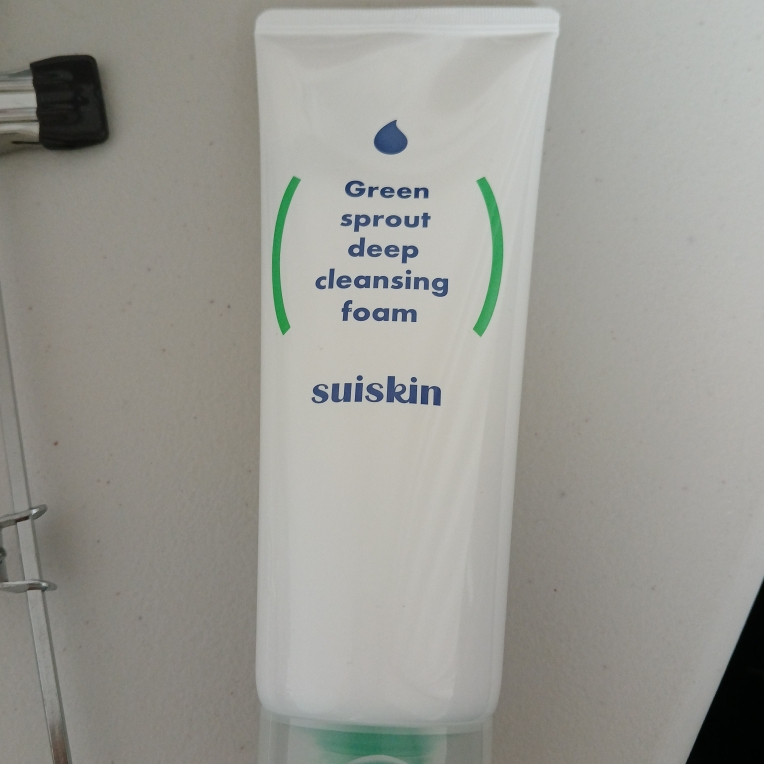 Green
sprout
deep
cleansing
foam
suiskin